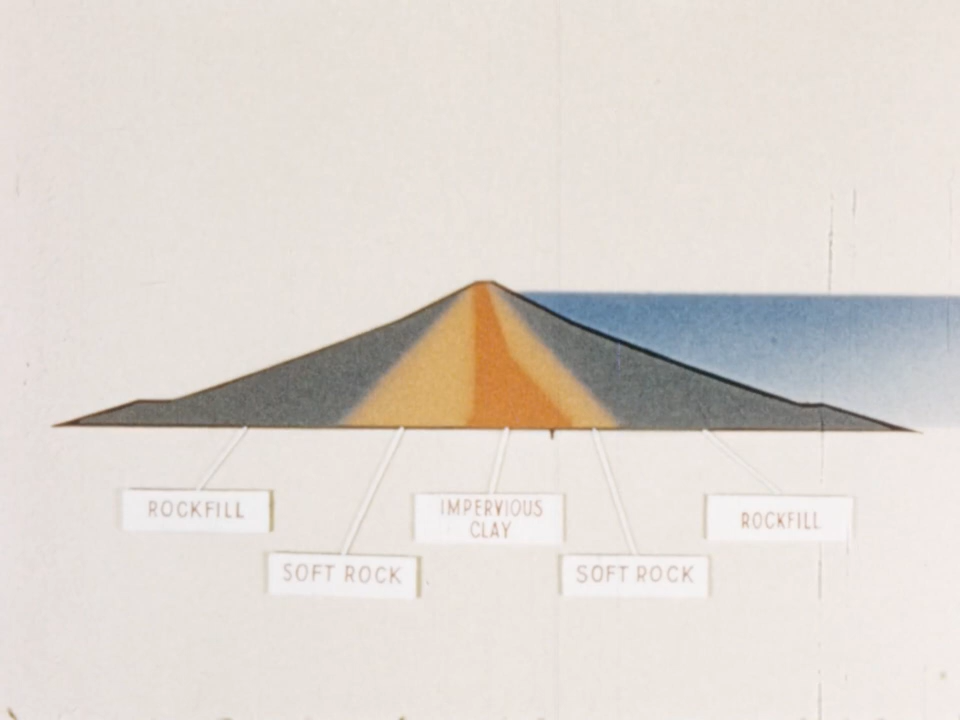 ROCKFILL
SOFT ROCK
IMPERVIOUS
CLAY
SOFT ROCK
ROCKFILL